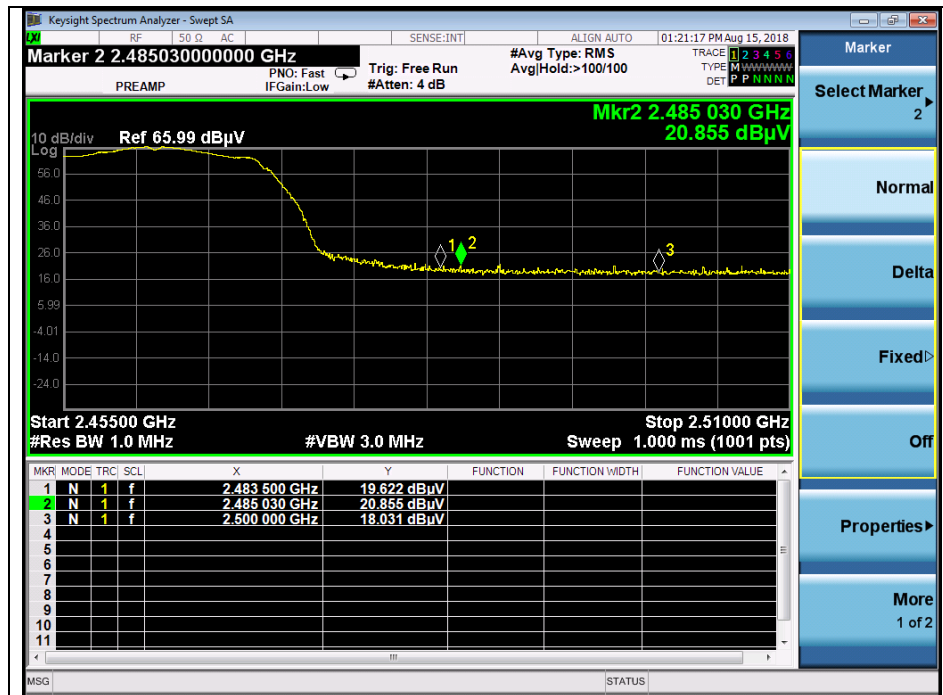 Keysight Spectrum Analyzer - Swept SA
LXI RF 50 Ω AC SENSE:INT ALIGN AUTO 01:21:17 PM Aug 15, 2018
Marker 2 2.485030000000 GHz
PREAMP
PNO: Fast
IFGain:Low
Trig: Free Run
#Atten: 4 dB
#Avg Type: RMS
Avg|Hold:>100/100
TRACE 1 2 3 4 5 6
TYPE M W W W W W
DET P P N N N N
Mkr2 2.485 030 GHz
20.855 dBµV
10 dB/div Ref 65.99 dBµV
Log
56.0
46.0
36.0
26.0
16.0
5.99
-4.01
-14.0
-24.0
1
2
3
Start 2.45500 GHz Stop 2.51000 GHz
#Res BW 1.0 MHz #VBW 3.0 MHz Sweep 1.000 ms (1001 pts)
MKR MODE TRC SCL X Y FUNCTION FUNCTION WIDTH FUNCTION VALUE
1 N 1 f 2.483 500 GHz 19.622 dBµV
2 N 1 f 2.485 030 GHz 20.855 dBµV
3 N 1 f 2.500 000 GHz 18.031 dBµV
4
5
6
7
8
9
10
11
MSG STATUS
Marker
Select Marker
2
Normal
Delta
Fixed
Off
Properties
More
1 of 2